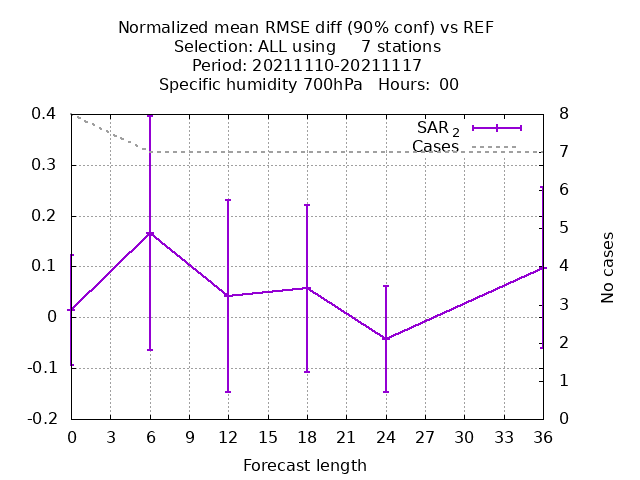 Normalized mean RMSE diff (90% conf) vs REF
Selection: ALL using     7 stations
Period: 20211110-20211117
Specific humidity 700hPa   Hours:  00
SAR 2
Cases
0.4
0.3
0.2
0.1
0
-0.1
-0.2
8
7
6
5
4
3
2
1
0
No cases
0 3 6 9 12 15 18 21 24 27 30 33 36
Forecast length